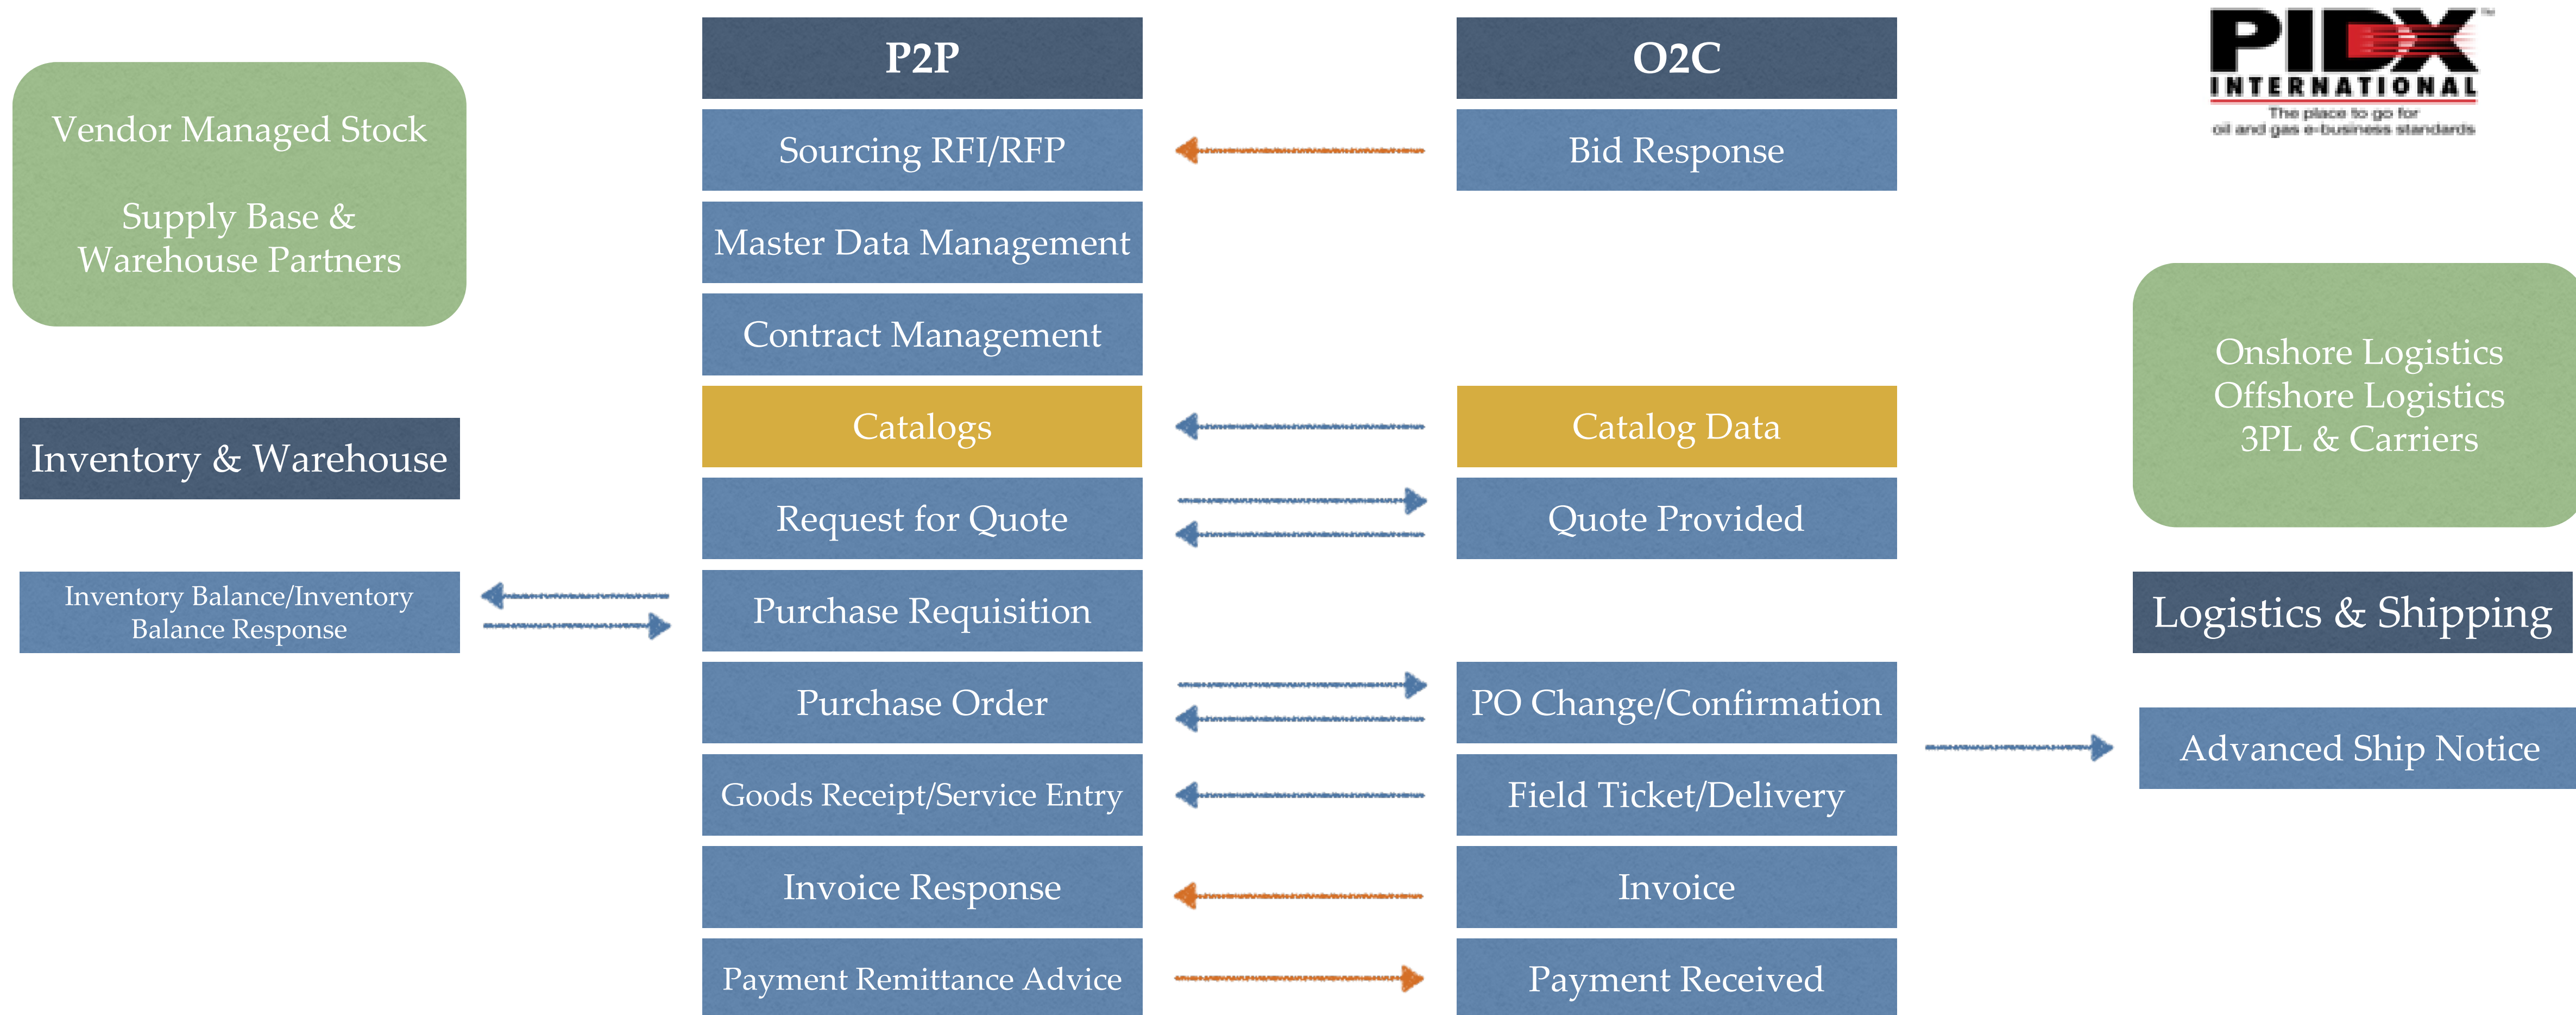 P2P
O2C
PIDX
™
INTERNATIONAL
The place to go for
oil and gas e-business standards
Vendor Managed Stock
Supply Base &
Warehouse Partners
Sourcing RFI/RFP
Bid Response
Master Data Management
Contract Management
Onshore Logistics
Offshore Logistics
3PL & Carriers
Catalogs
Catalog Data
Inventory & Warehouse
Request for Quote
Quote Provided
Inventory Balance/Inventory
Balance Response
Purchase Requisition
Logistics & Shipping
Purchase Order
PO Change/Confirmation
Advanced Ship Notice
Goods Receipt/Service Entry
Field Ticket/Delivery
Invoice Response
Invoice
Payment Remittance Advice
Payment Received